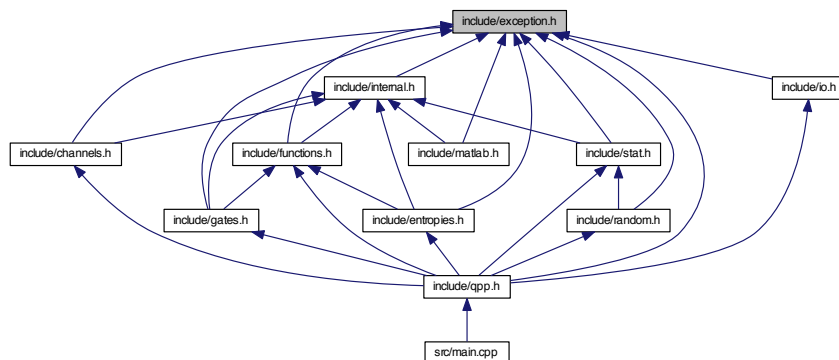 include/exception.h
include/internal.h
include/io.h
include/channels.h
include/functions.h
include/matlab.h
include/stat.h
include/gates.h
include/entropies.h
include/random.h
include/qpp.h
src/main.cpp